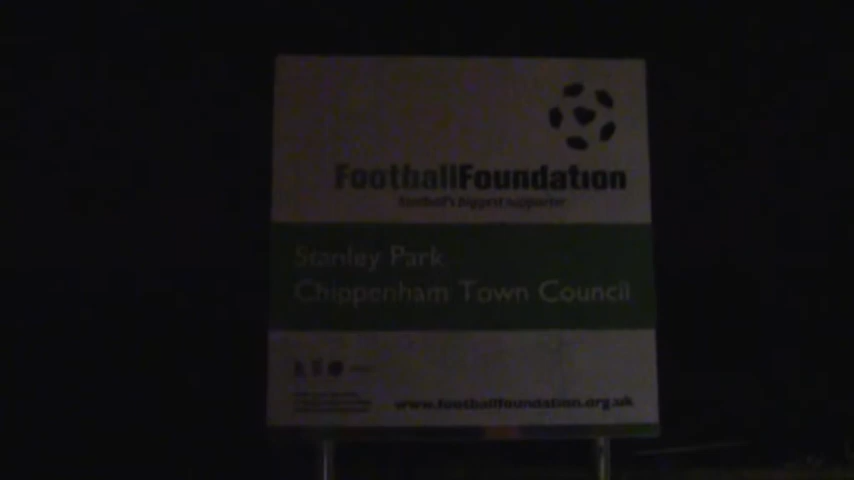 FootballFoundation
football's biggest supporter
Stanley Park
Chippenham Town Council
www.footballfoundation.org.uk